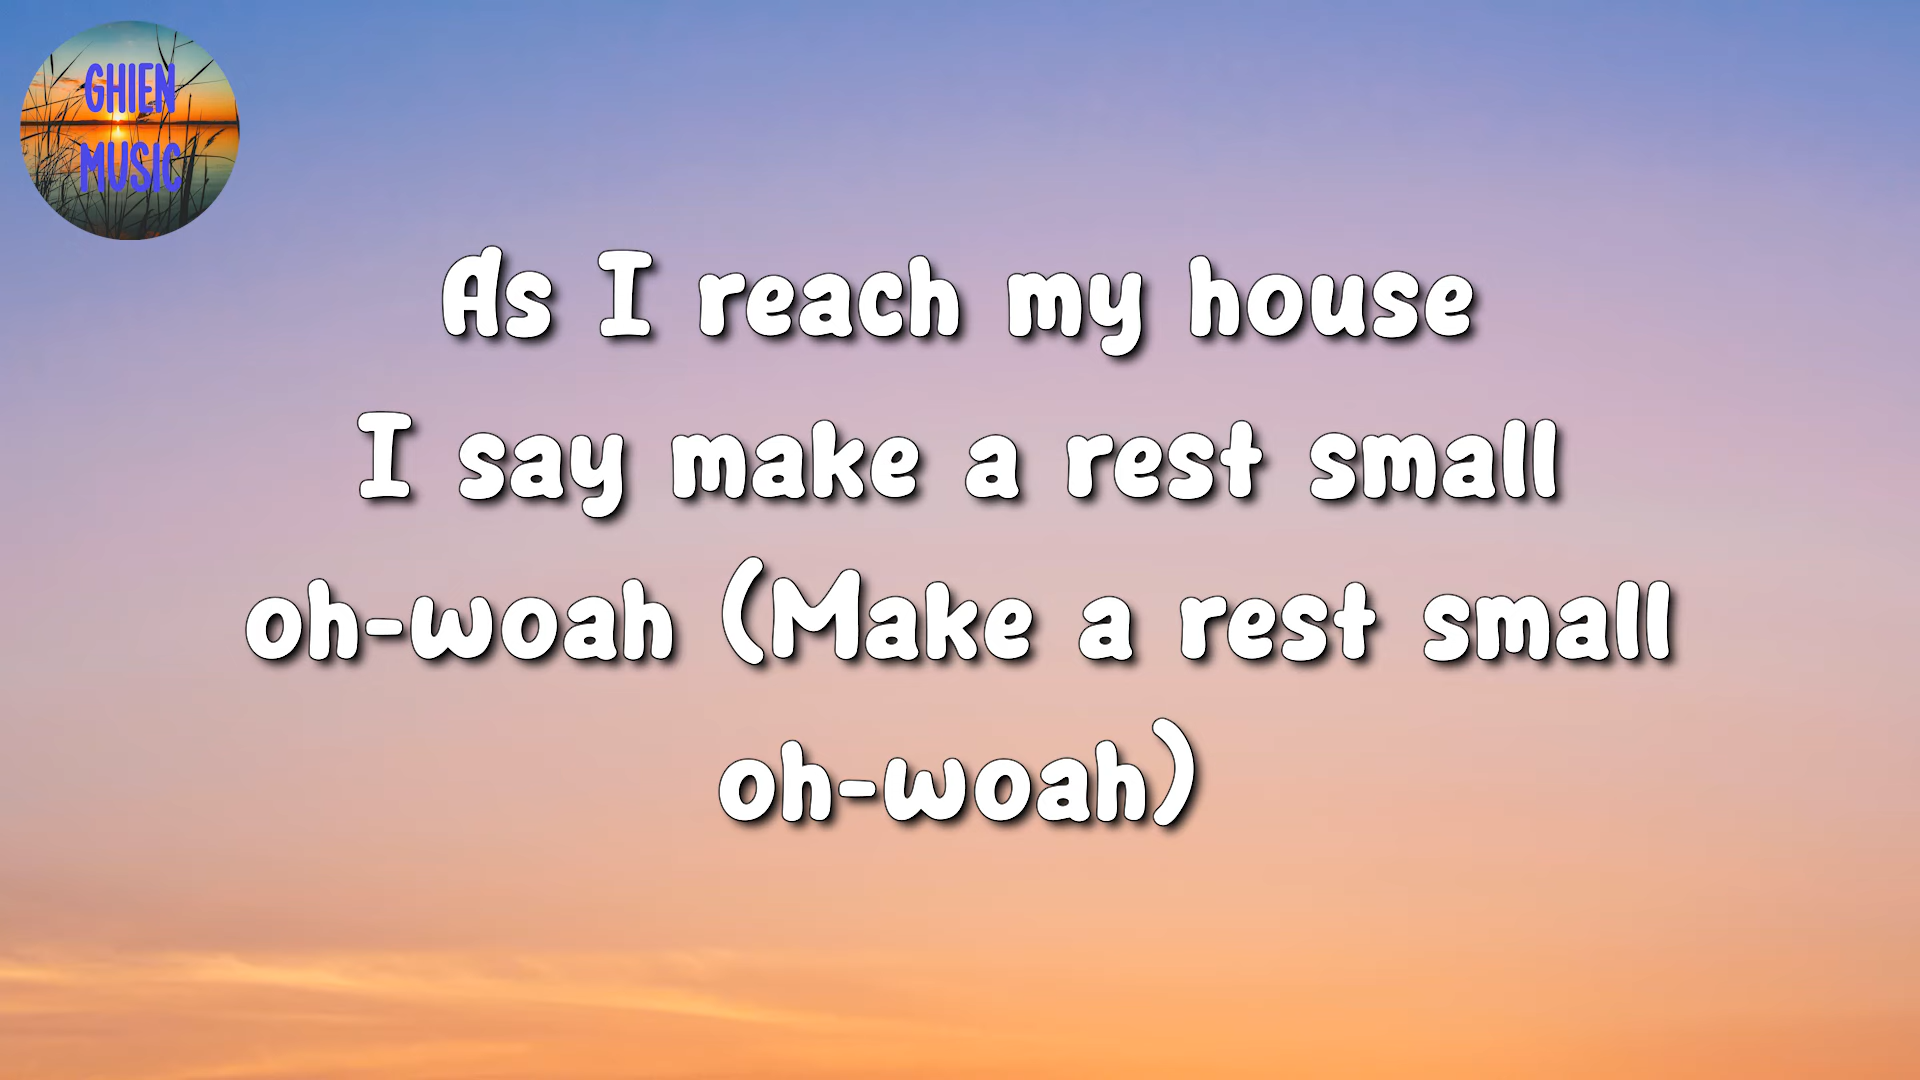 GHIEN
MUSIC
As I reach my house
I say make a rest small
oh-woah (Make a rest small
oh-woah)